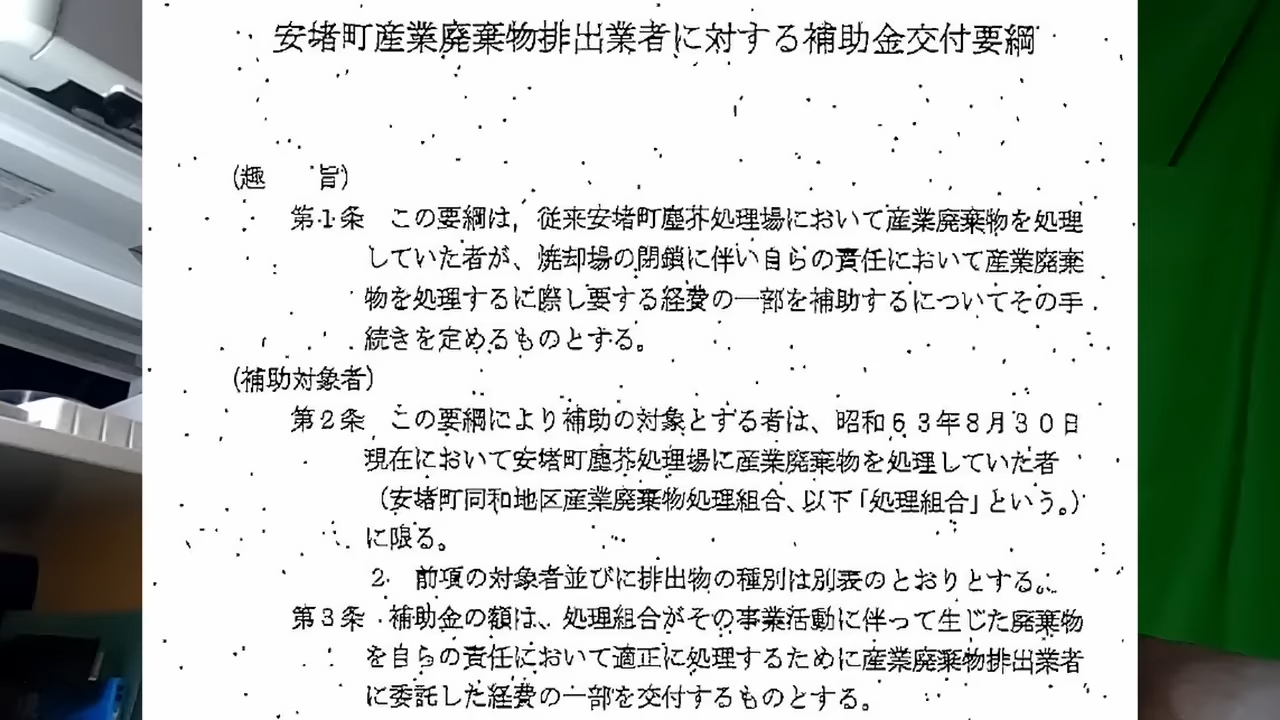 安堵町産業廃棄物排出業者に対する補助金交付要綱
(趣　　旨)
第1条　この要綱は，従来安堵町塵芥処理場において産業廃棄物を処理
していた者が、焼却場の閉鎖に伴い自らの責任において産業廃棄
物を処理するに際し要する経費の一部を補助するについてその手
続きを定めるものとする。
(補助対象者)
第2条　この要綱により補助の対象とする者は、昭和63年8月30日
現在において安堵町塵芥処理場に産業廃棄物を処理していた者
（安堵町同和地区産業廃棄物処理組合、以下「処理組合」という。）
に限る。
2　前項の対象者並びに排出物の種別は別表のとおりとする。
第3条　補助金の額は、処理組合がその事業活動に伴って生じた廃棄物
を自らの責任において適正に処理するために産業廃棄物排出業者
に委託した経費の一部を交付するものとする。